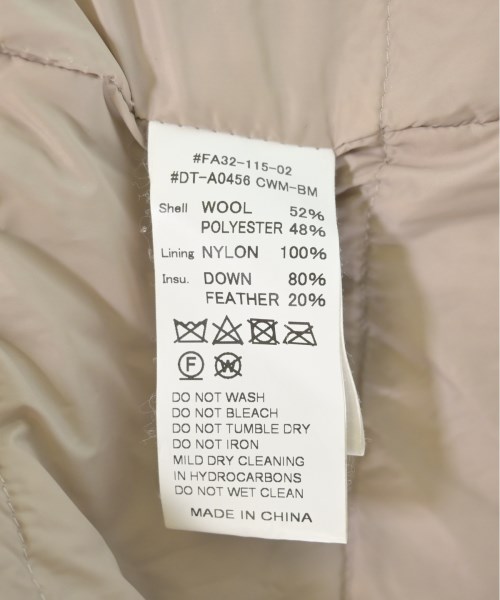 #FA32-115-02
#DT-A0456 CWM-BM
Shell WOOL 52%
POLYESTER 48%
Lining NYLON 100%
Insu. DOWN 80%
FEATHER 20%
F W
DO NOT WASH
DO NOT BLEACH
DO NOT TUMBLE DRY
DO NOT IRON
MILD DRY CLEANING
IN HYDROCARBONS
DO NOT WET CLEAN
MADE IN CHINA